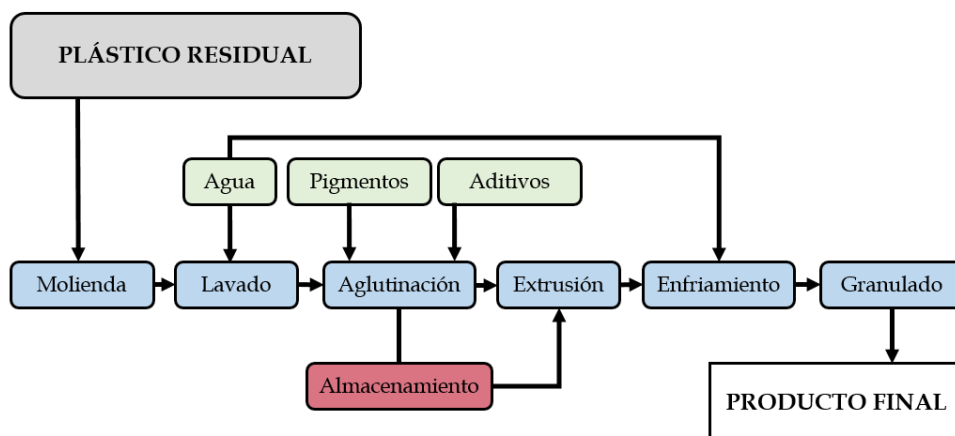 PLÁSTICO RESIDUAL
Agua
Pigmentos
Aditivos
Molienda
Lavado
Aglutinación
Extrusión
Enfriamiento
Granulado
Almacenamiento
PRODUCTO FINAL